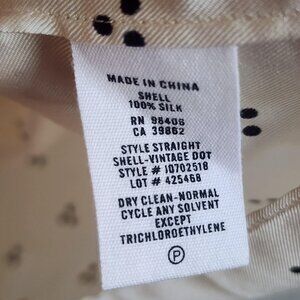 MADE IN CHINA
SHELL
100% SILK
RN 98406
CA 39862
STYLE STRAIGHT
SHELL-VINTAGE DOT
STYLE # I0702518
LOT # 425468
DRY CLEAN-NORMAL
CYCLE ANY SOLVENT
EXCEPT
TRICHLOROETHYLENE
P